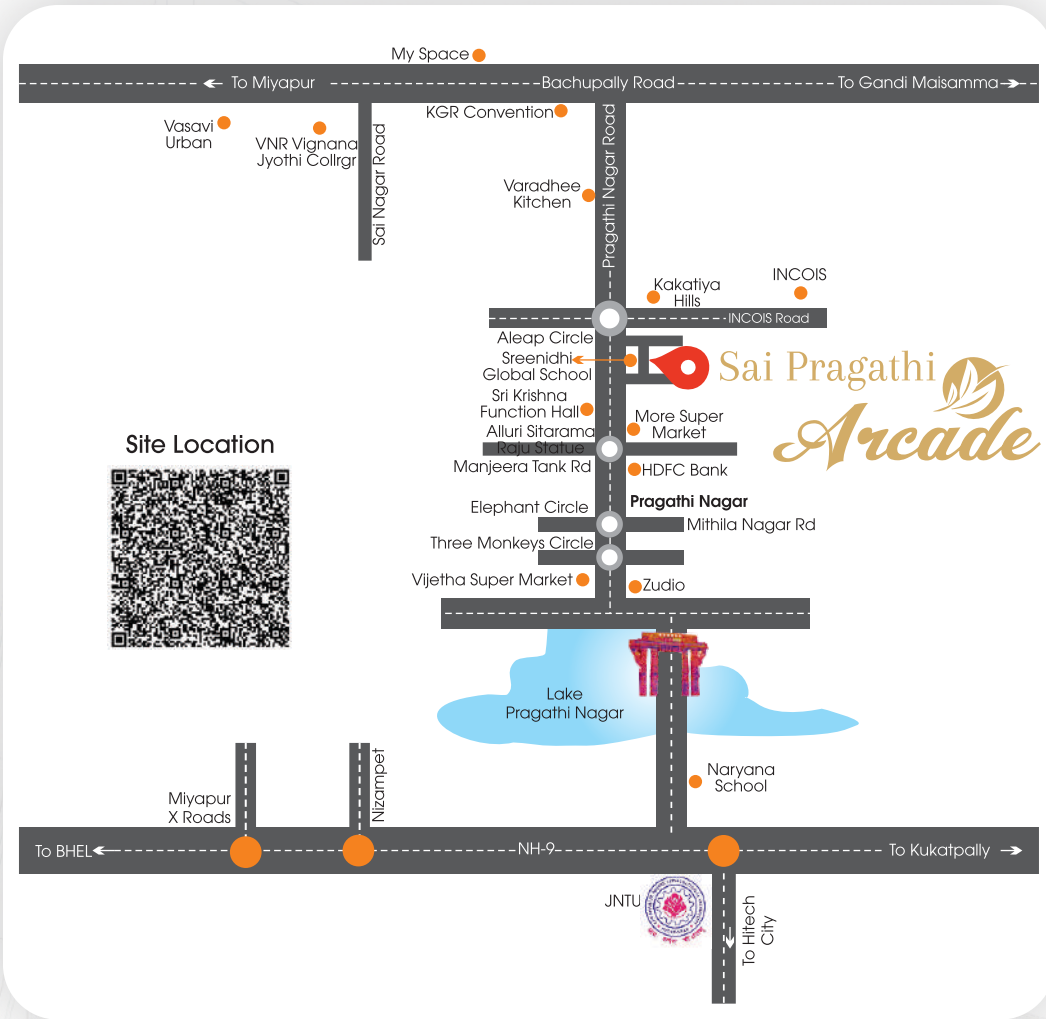 My Space
To Miyapur
Bachupally Road
To Gandi Maisamma
KGR Convention
Vasavi
Urban
VNR Vignana
Jyothi Collrgr
Sai Nagar Road
Pragathi Nagar Road
Varadhee
Kitchen
INCOIS
Kakatiya
Hills
INCOIS Road
Aleap Circle
Sreenidhi
Global School
Sai Pragathi
Arcade
Sri Krishna
Function Hall
More Super
Market
Alluri Sitarama
Raju Statue
Manjeera Tank Rd
HDFC Bank
Site Location
Pragathi Nagar
Elephant Circle
Mithila Nagar Rd
Three Monkeys Circle
Vijetha Super Market
Zudio
Lake
Pragathi Nagar
Naryana
School
Miyapur
X Roads
Nizampet
To BHEL
NH-9
To Kukatpally
JNTU
To Hitech
City